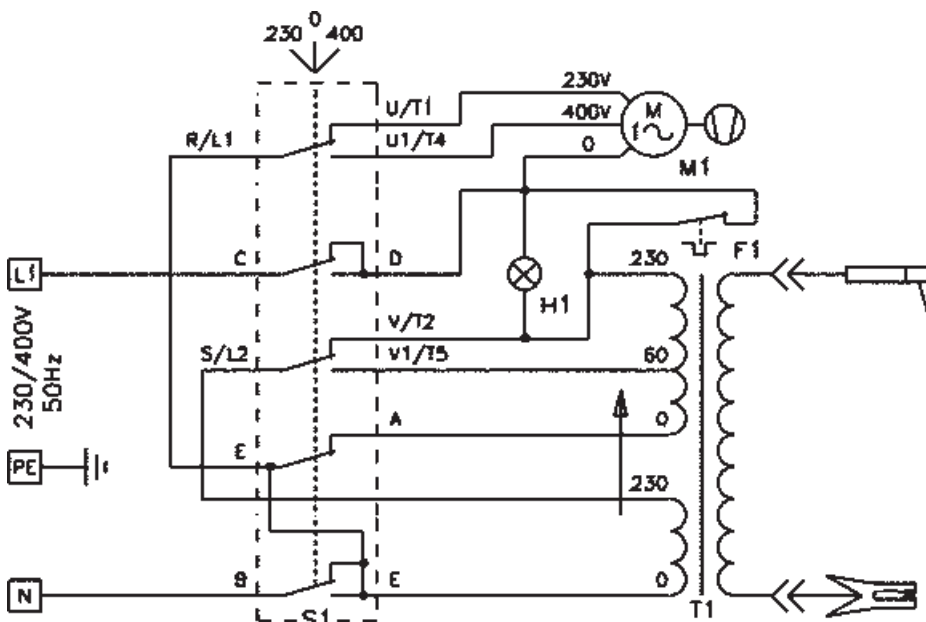 0
230 400
230V
U/T1
400V
M
1
R/L1
U1/T4
0
M1
C
D
F1
L1
230
H1
V/T2
S/L2
V1/T5
60
230/400V
50Hz
A
0
PE
E
230
N
B
E
0
S1
T1